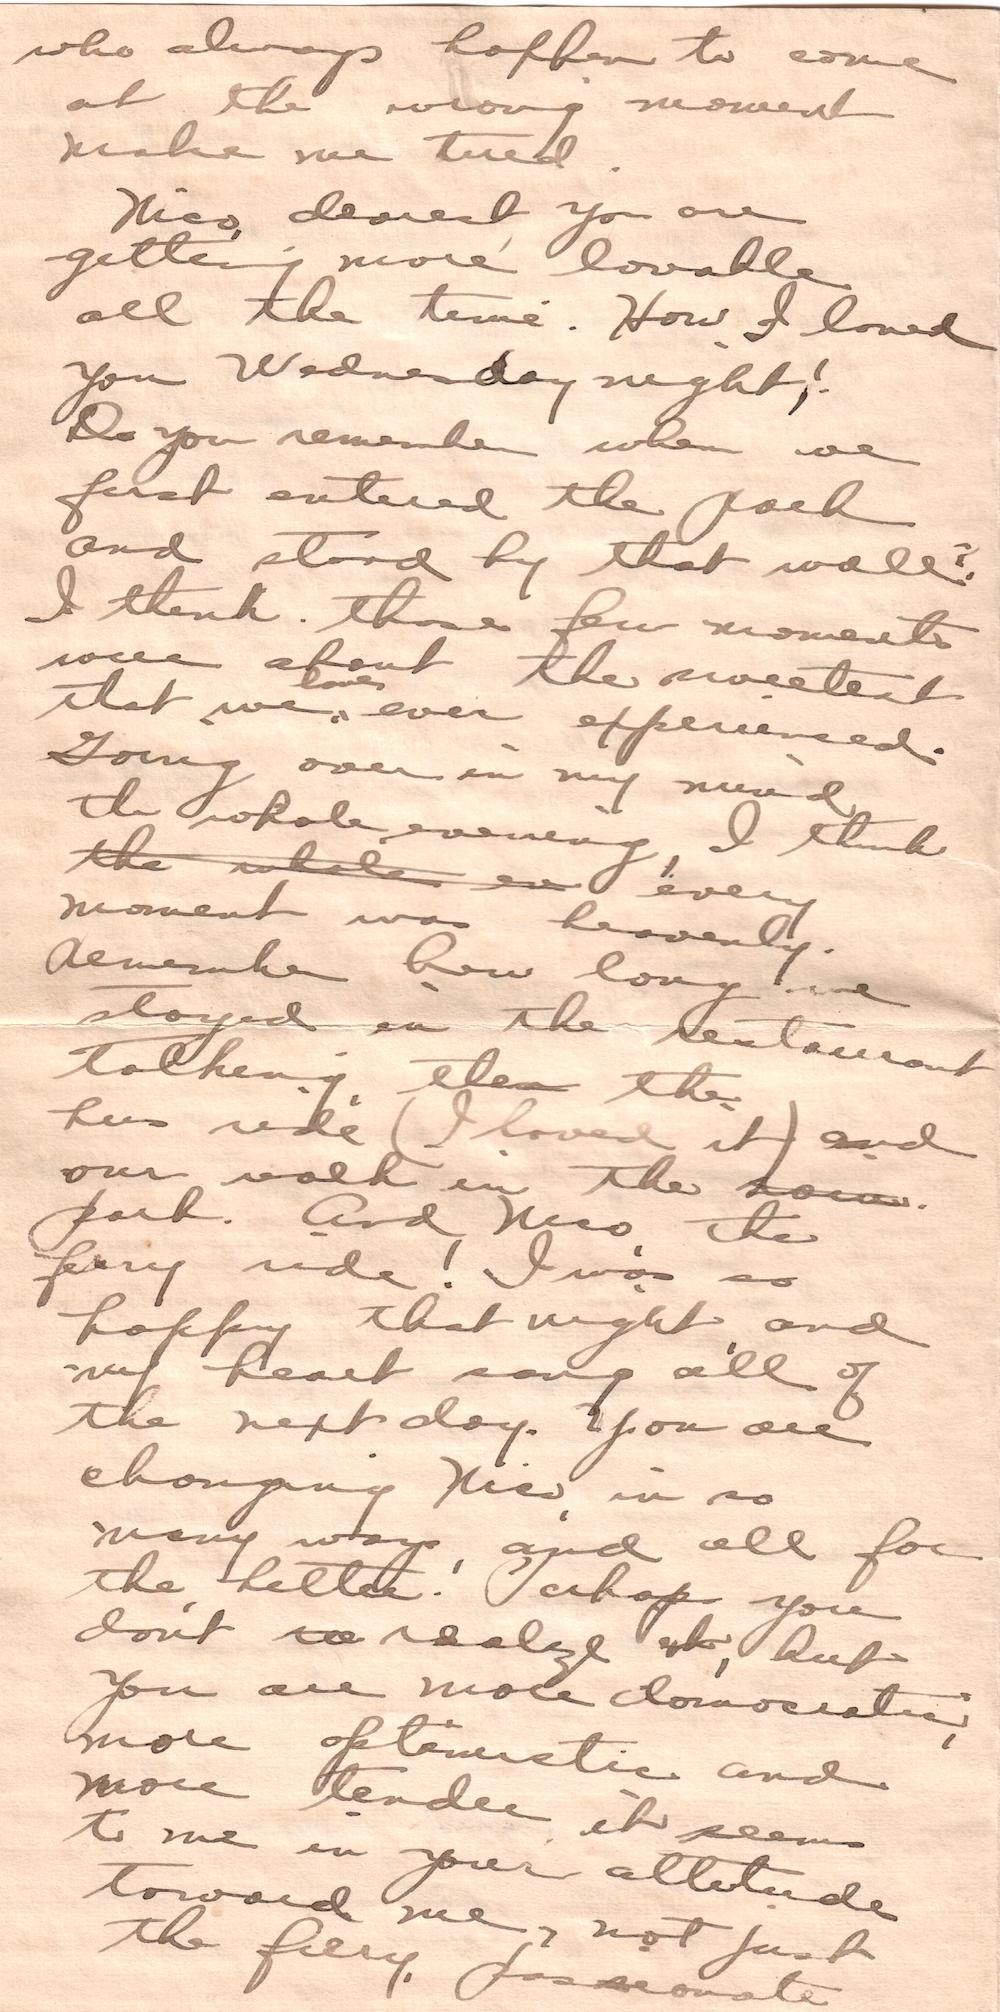 who always happen to come
at the wrong moment
make me tired.
Nico, dearest, you are
getting more lovable
all the time. How I loved
you Wednesday night!
Do you remember when we
first entered the park
and stood by that wall?
I think those few moments
were about the sweetest
that we have ever experienced.
Going over in my mind
the whole evening, I think
the whole ev every
moment was heavenly.
Remember how long we
stayed in the restaurant
talking, then the
bus ride (I loved it) and
our walk in the
park. And, Nico, the
ferry ride! I was so
happy that night, and
my heart sang all of
the next day. You are
changing Nico, in so
many ways, and all for
the better! Perhaps you
don't re realize it, but
you are more domocratic,
more optimistic and
more tender it seems
to me in your attitude
toward me, not just
the fiery, passionate